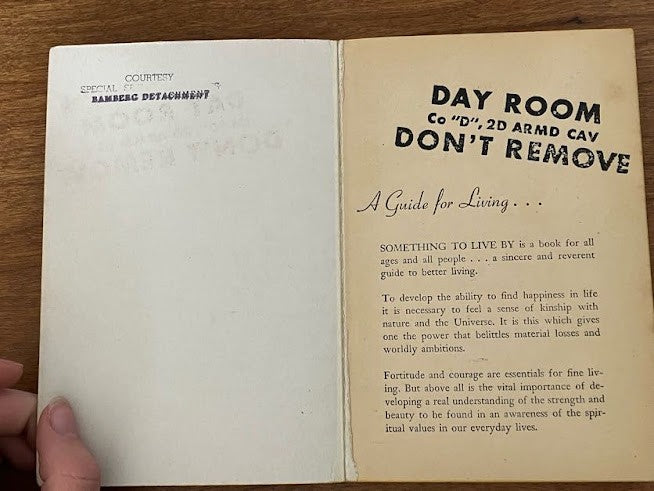 COURTESY
SPECIAL
BAMBERG DETACHMENT
DAY ROOM
Co "D", 2D ARMD CAV
DON'T REMOVE
A Guide for Living . . .
SOMETHING TO LIVE BY is a book for all
ages and all people . . . a sincere and reverent
guide to better living.
To develop the ability to find happiness in life
it is necessary to feel a sense of kinship with
nature and the Universe. It is this which gives
one the power that belittles material losses and
worldly ambitions.
Fortitude and courage are essentials for fine liv-
ing. But above all is the vital importance of de-
veloping a real understanding of the strength and
beauty to be found in an awareness of the spir-
itual values in our everyday lives.